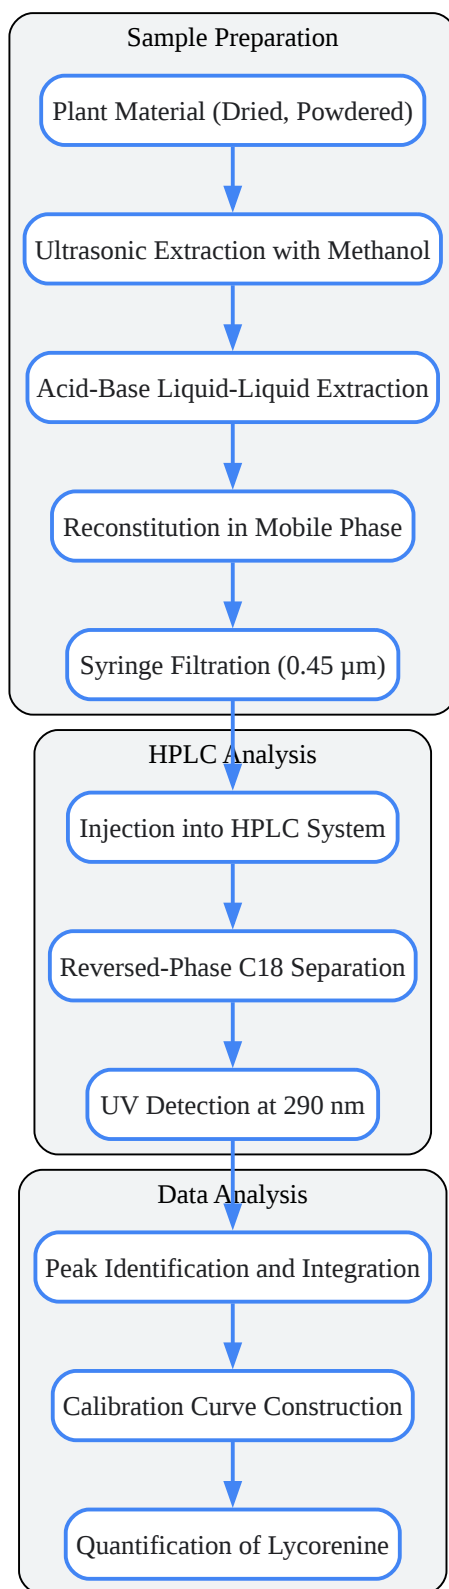 Sample Preparation
Plant Material (Dried, Powdered)
Ultrasonic Extraction with Methanol
Acid-Base Liquid-Liquid Extraction
Reconstitution in Mobile Phase
Syringe Filtration (0.45 µm)
HPLC Analysis
Injection into HPLC System
Reversed-Phase C18 Separation
UV Detection at 290 nm
Data Analysis
Peak Identification and Integration
Calibration Curve Construction
Quantification of Lycorenine